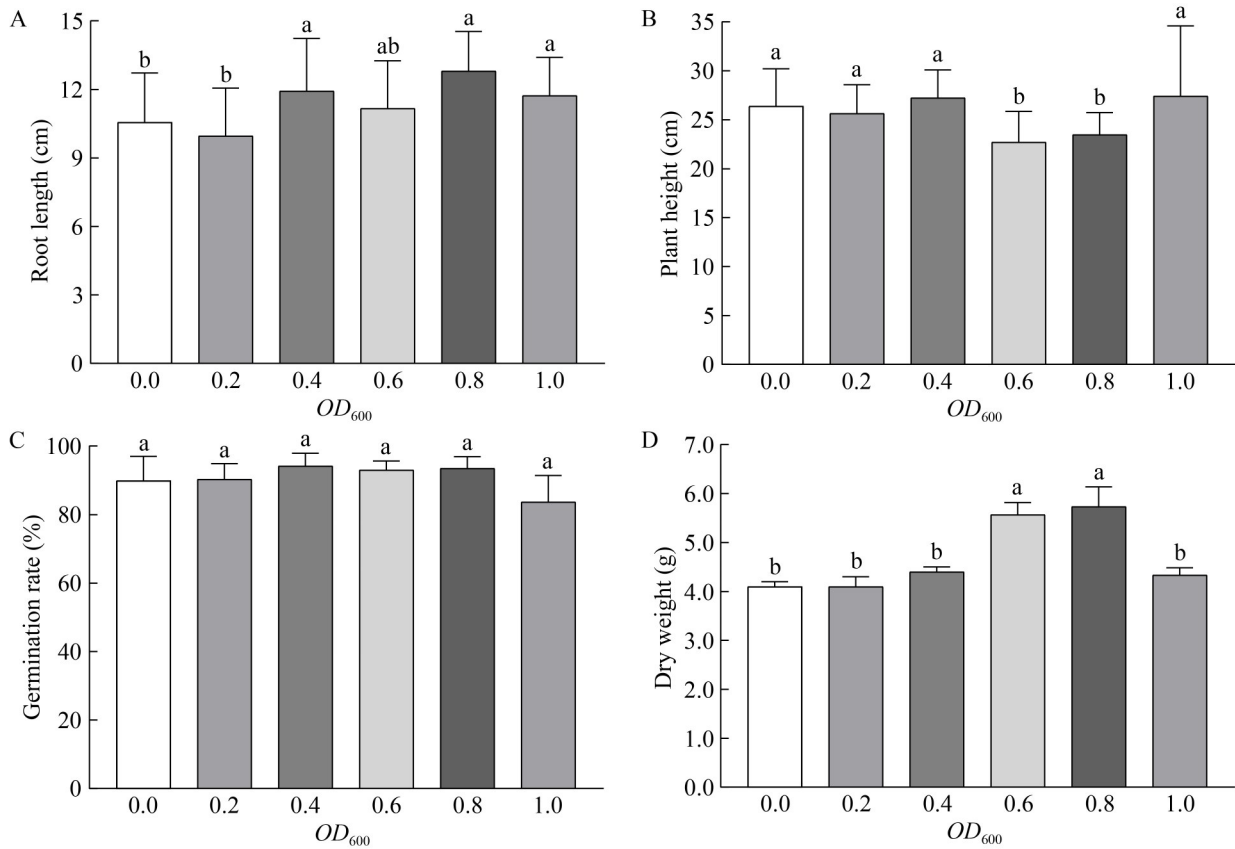 A
Root length (cm)
15
12
9
6
3
0
b
b
a
ab
a
a
0.0 0.2 0.4 0.6 0.8 1.0
OD600
B
Plant height (cm)
35
30
25
20
15
10
5
0
a
a
a
b
b
a
0.0 0.2 0.4 0.6 0.8 1.0
OD600
C
Germination rate (%)
100
80
60
40
20
0
a
a
a
a
a
a
0.0 0.2 0.4 0.6 0.8 1.0
OD600
D
Dry weight (g)
7.0
6.0
5.0
4.0
3.0
2.0
1.0
0.0
b
b
b
a
a
b
0.0 0.2 0.4 0.6 0.8 1.0
OD600